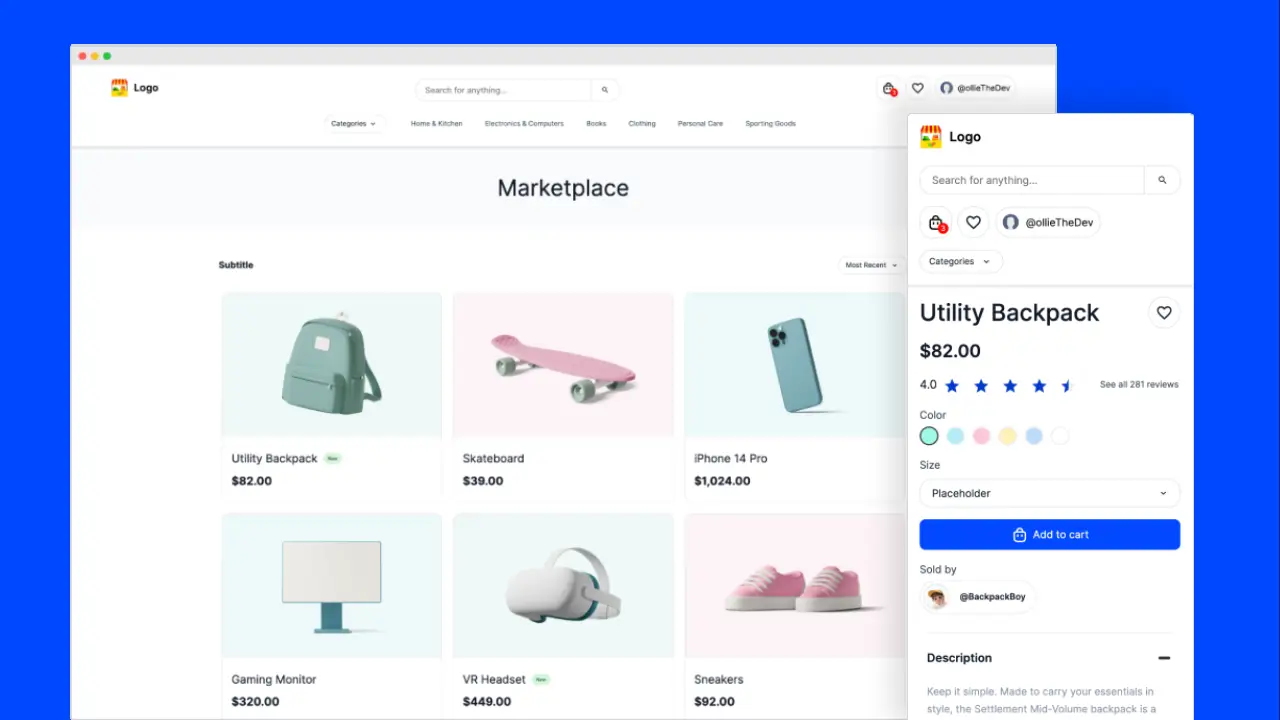 Logo
Search for anything...
3
@ollieTheDev
Categories
Home & Kitchen
Electronics & Computers
Books
Clothing
Personal Care
Sporting Goods
Marketplace
Subtitle
Most Recent
Utility Backpack New
$82.00
Skateboard
$39.00
iPhone 14 Pro
$1,024.00
Gaming Monitor
$320.00
VR Headset New
$449.00
Sneakers
$92.00
Logo
Search for anything...
3
@ollieTheDev
Categories
Utility Backpack
$82.00
4.0
See all 281 reviews
Color
Size
Placeholder
Add to cart
Sold by
@BackpackBoy
Description
Keep it simple. Made to carry your essentials in
style, the Settlement Mid-Volume backpack is a